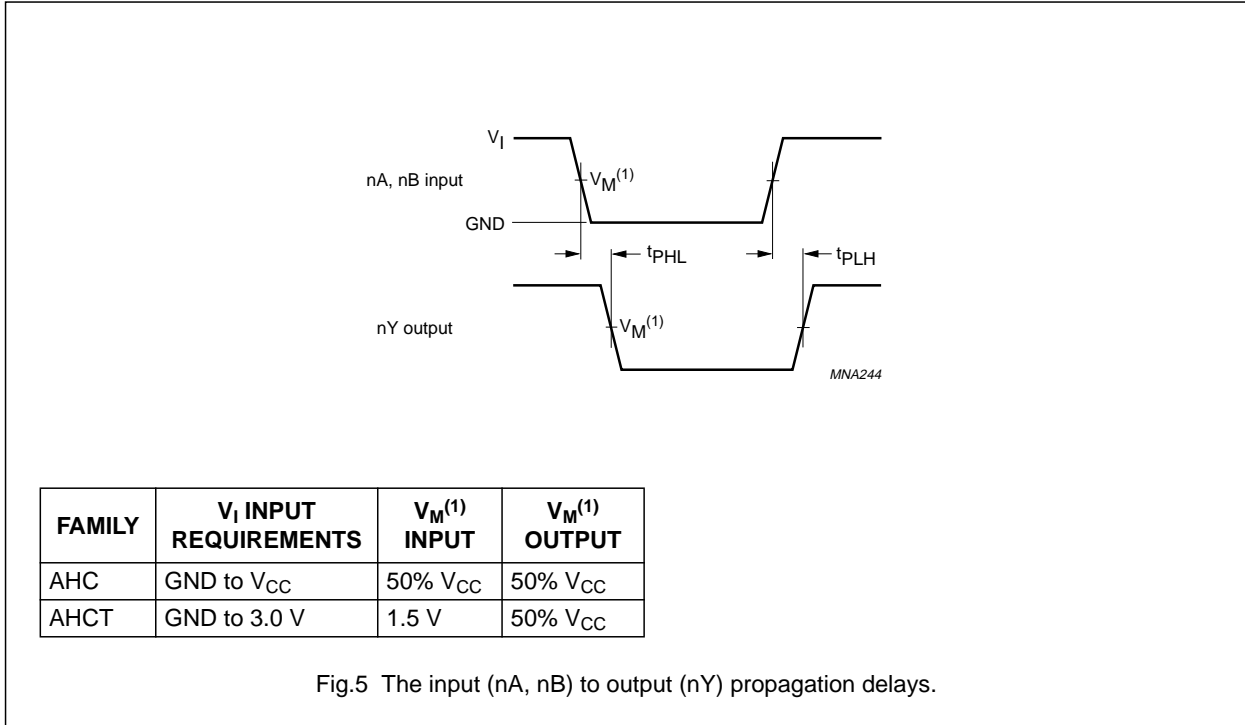 V_I
nA, nB input
V_M(1)
GND
t_PHL
t_PLH
nY output
V_M(1)
MNA244
FAMILY V_I INPUT REQUIREMENTS V_M(1) INPUT V_M(1) OUTPUT
AHC GND to V_CC 50% V_CC 50% V_CC
AHCT GND to 3.0 V 1.5 V 50% V_CC
Fig.5 The input (nA, nB) to output (nY) propagation delays.